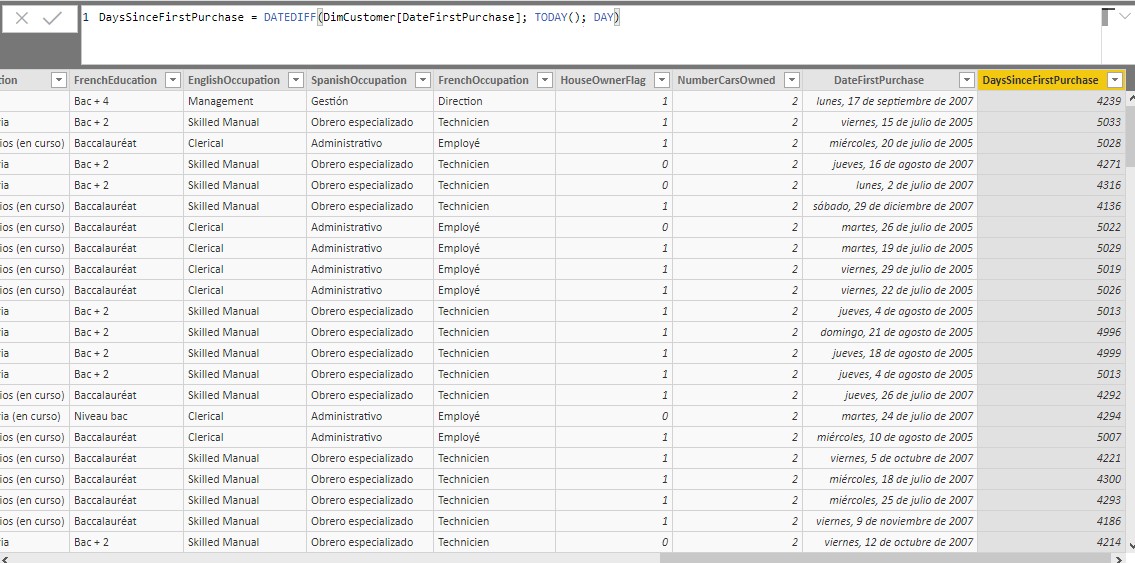 1 DaysSinceFirstPurchase = DATEDIFF(DimCustomer[DateFirstPurchase]; TODAY(); DAY)
tion FrenchEducation EnglishOccupation SpanishOccupation FrenchOccupation HouseOwnerFlag NumberCarsOwned DateFirstPurchase DaysSinceFirstPurchase
Bac + 4 Management Gestión Direction 1 2 lunes, 17 de septiembre de 2007 4239
ria Bac + 2 Skilled Manual Obrero especializado Technicien 1 2 viernes, 15 de julio de 2005 5033
ios (en curso) Baccalauréat Clerical Administrativo Employé 1 2 miércoles, 20 de julio de 2005 5028
ria Bac + 2 Skilled Manual Obrero especializado Technicien 0 2 jueves, 16 de agosto de 2007 4271
ria Bac + 2 Skilled Manual Obrero especializado Technicien 0 2 lunes, 2 de julio de 2007 4316
ios (en curso) Baccalauréat Skilled Manual Obrero especializado Technicien 1 2 sábado, 29 de diciembre de 2007 4136
ios (en curso) Baccalauréat Clerical Administrativo Employé 0 2 martes, 26 de julio de 2005 5022
ios (en curso) Baccalauréat Clerical Administrativo Employé 1 2 martes, 19 de julio de 2005 5029
ios (en curso) Baccalauréat Clerical Administrativo Employé 1 2 viernes, 29 de julio de 2005 5019
ios (en curso) Baccalauréat Clerical Administrativo Employé 1 2 viernes, 22 de julio de 2005 5026
ria Bac + 2 Skilled Manual Obrero especializado Technicien 1 2 jueves, 4 de agosto de 2005 5013
ria Bac + 2 Skilled Manual Obrero especializado Technicien 1 2 domingo, 21 de agosto de 2005 4996
ria Bac + 2 Skilled Manual Obrero especializado Technicien 1 2 jueves, 18 de agosto de 2005 4999
ria Bac + 2 Skilled Manual Obrero especializado Technicien 1 2 jueves, 4 de agosto de 2005 5013
ios (en curso) Baccalauréat Skilled Manual Obrero especializado Technicien 1 2 jueves, 26 de julio de 2007 4292
ria (en curso) Niveau bac Clerical Administrativo Employé 0 2 martes, 24 de julio de 2007 4294
ios (en curso) Baccalauréat Clerical Administrativo Employé 1 2 miércoles, 10 de agosto de 2005 5007
ios (en curso) Baccalauréat Skilled Manual Obrero especializado Technicien 1 2 viernes, 5 de octubre de 2007 4221
ios (en curso) Baccalauréat Skilled Manual Obrero especializado Technicien 1 2 miércoles, 18 de julio de 2007 4300
ios (en curso) Baccalauréat Skilled Manual Obrero especializado Technicien 1 2 miércoles, 25 de julio de 2007 4293
ios (en curso) Baccalauréat Skilled Manual Obrero especializado Technicien 1 2 viernes, 9 de noviembre de 2007 4186
ria Bac + 2 Skilled Manual Obrero especializado Technicien 0 2 viernes, 12 de octubre de 2007 4214